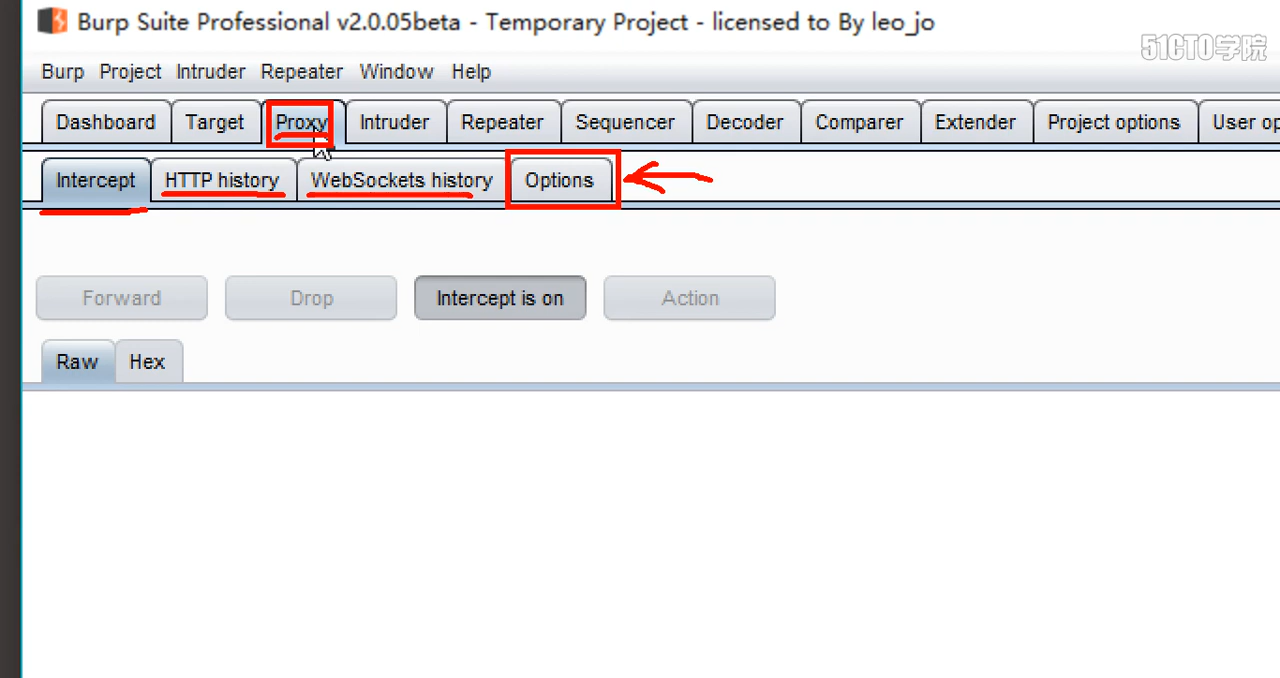 Burp Suite Professional v2.0.05beta - Temporary Project - licensed to By leo_jo
51CTO学院
Burp Project Intruder Repeater Window Help
Dashboard Target Proxy Intruder Repeater Sequencer Decoder Comparer Extender Project options User op
Intercept HTTP history WebSockets history Options
Forward Drop Intercept is on Action
Raw Hex